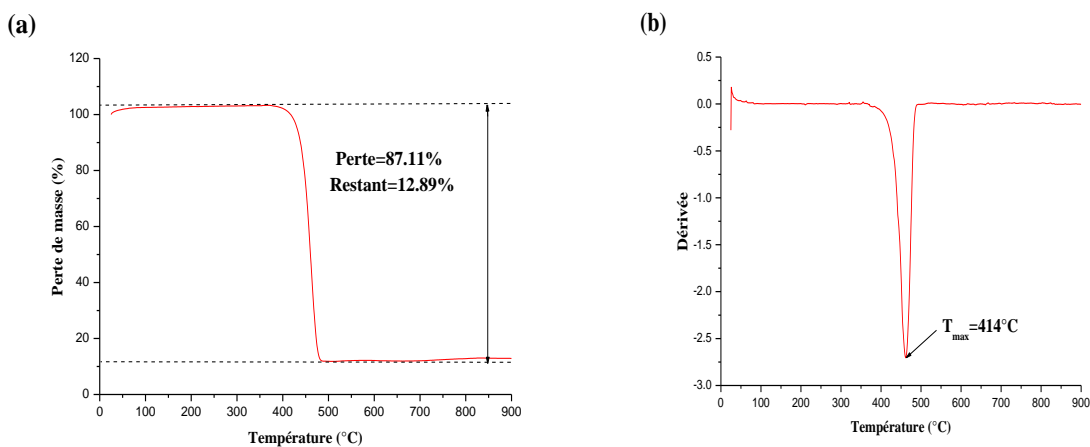 (a)
120
100
80
60
40
20
0
Perte de masse (%)
Perte=87.11%
Restant=12.89%
0 100 200 300 400 500 600 700 800 900
Température (°C)
(b)
0.5
0.0
-0.5
-1.0
-1.5
-2.0
-2.5
-3.0
Dérivée
Tmax=414°C
0 100 200 300 400 500 600 700 800 900
Température (°C)